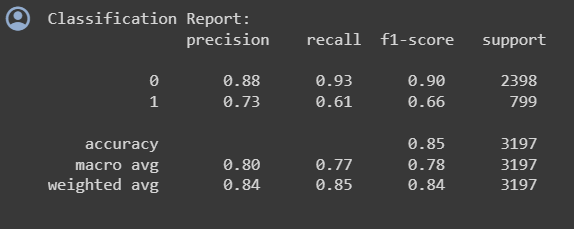 Classification Report:
precision recall f1-score support
0 0.88 0.93 0.90 2398
1 0.73 0.61 0.66 799
accuracy 0.85 3197
macro avg 0.80 0.77 0.78 3197
weighted avg 0.84 0.85 0.84 3197